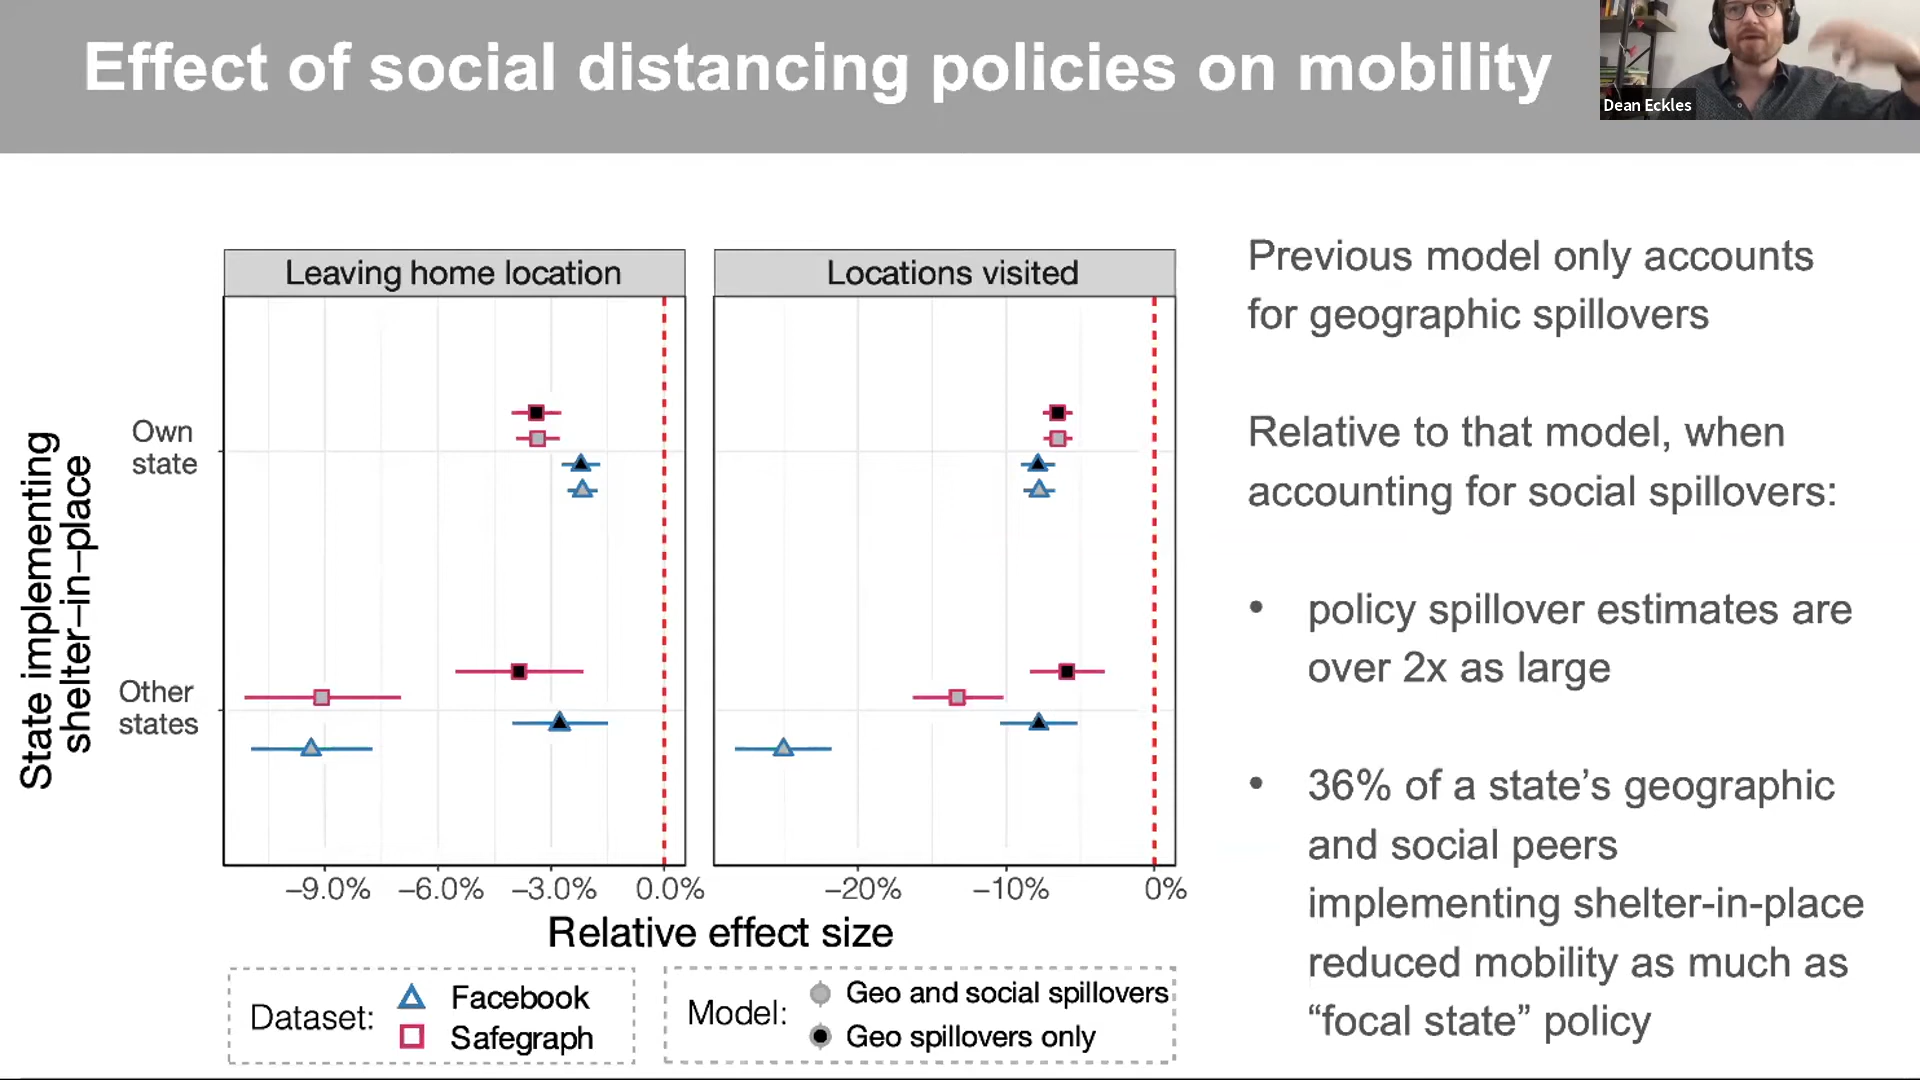 Effect of social distancing policies on mobility
Dean Eckles
Leaving home location
Locations visited
State implementing
shelter–in–place
Own
state
Other
states
–9.0% –6.0% –3.0% 0.0%
–20% –10% 0%
Relative effect size
Dataset:
Facebook
Safegraph
Model:
Geo and social spillovers
Geo spillovers only
Previous model only accounts
for geographic spillovers
Relative to that model, when
accounting for social spillovers:
• policy spillover estimates are
over 2x as large
• 36% of a state’s geographic
and social peers
implementing shelter-in-place
reduced mobility as much as
“focal state” policy